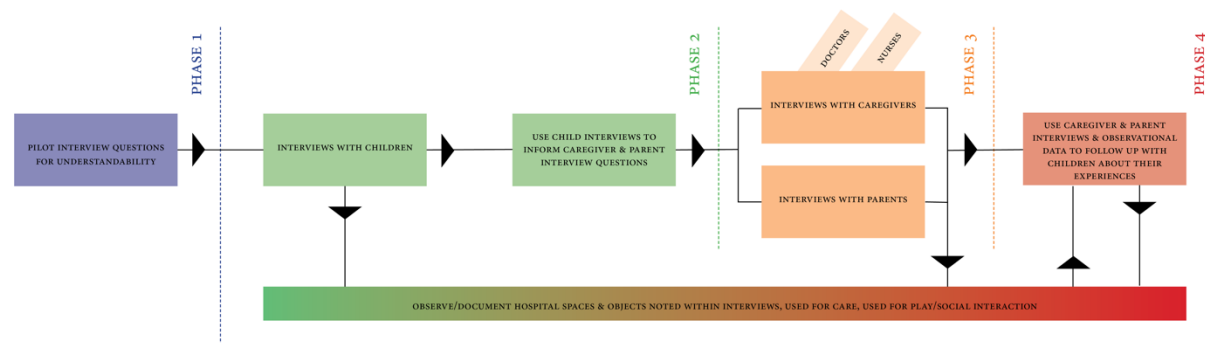 PHASE 1
PILOT INTERVIEW QUESTIONS
FOR UNDERSTANDABILITY
INTERVIEWS WITH CHILDREN
USE CHILD INTERVIEWS TO
INFORM CAREGIVER & PARENT
INTERVIEW QUESTIONS
PHASE 2
DOCTORS
NURSES
INTERVIEWS WITH CAREGIVERS
INTERVIEWS WITH PARENTS
PHASE 3
USE CAREGIVER & PARENT
INTERVIEWS & OBSERVATIONAL
DATA TO FOLLOW UP WITH
CHILDREN ABOUT THEIR
EXPERIENCES
PHASE 4
OBSERVE/DOCUMENT HOSPITAL SPACES & OBJECTS NOTED WITHIN INTERVIEWS, USED FOR CARE, USED FOR PLAY/SOCIAL INTERACTION